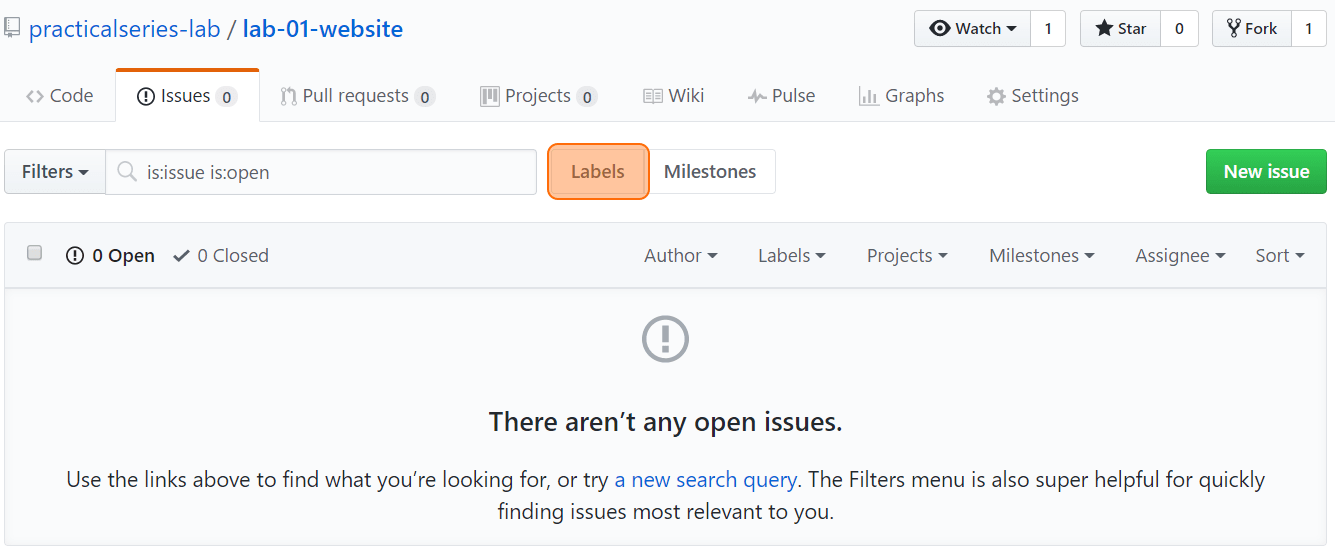 practicalseries-lab / lab-01-website
Watch 1 Star 0 Fork 1
Code Issues 0 Pull requests 0 Projects 0 Wiki Pulse Graphs Settings
Filters is:issue is:open Labels Milestones New issue
0 Open 0 Closed Author Labels Projects Milestones Assignee Sort
There aren’t any open issues.
Use the links above to find what you’re looking for, or try a new search query. The Filters menu is also super helpful for quickly
finding issues most relevant to you.